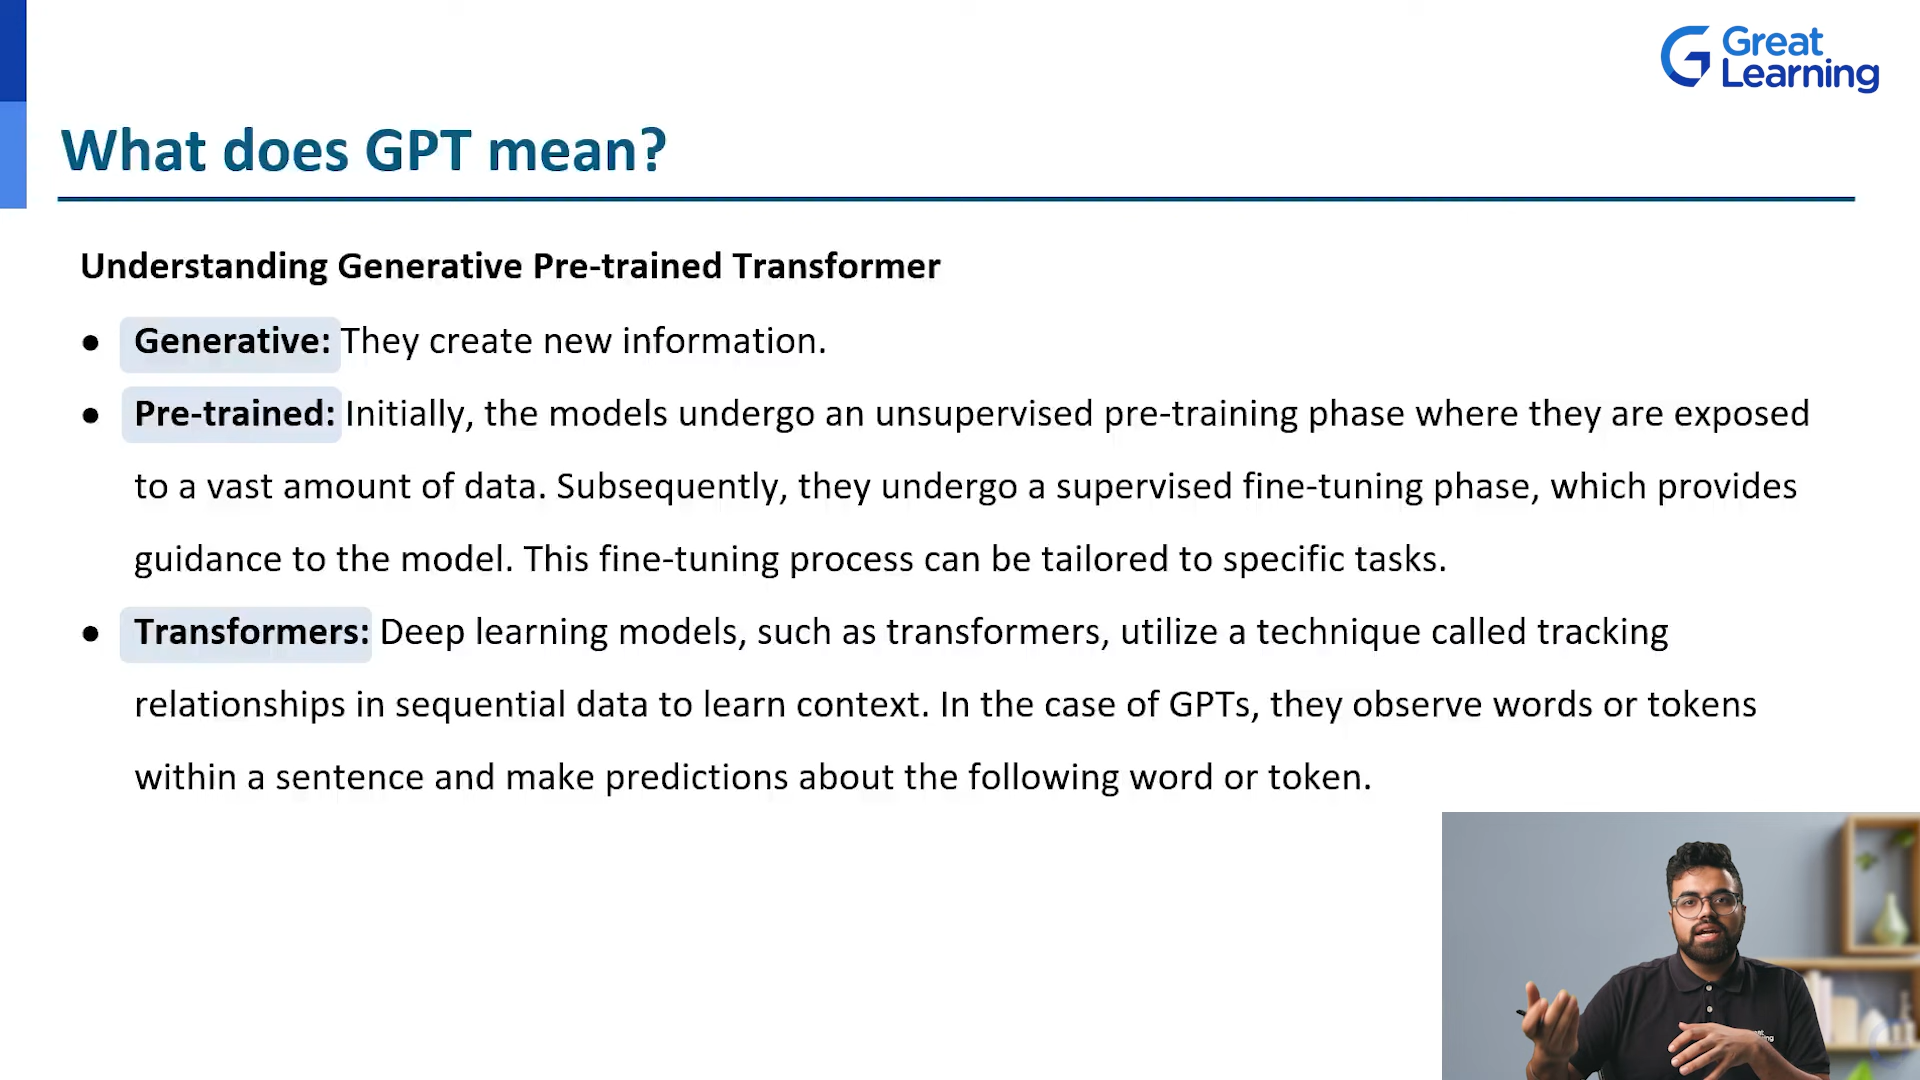 Great
Learning
What does GPT mean?
Understanding Generative Pre-trained Transformer
● Generative: They create new information.
● Pre-trained: Initially, the models undergo an unsupervised pre-training phase where they are exposed
to a vast amount of data. Subsequently, they undergo a supervised fine-tuning phase, which provides
guidance to the model. This fine-tuning process can be tailored to specific tasks.
● Transformers: Deep learning models, such as transformers, utilize a technique called tracking
relationships in sequential data to learn context. In the case of GPTs, they observe words or tokens
within a sentence and make predictions about the following word or token.